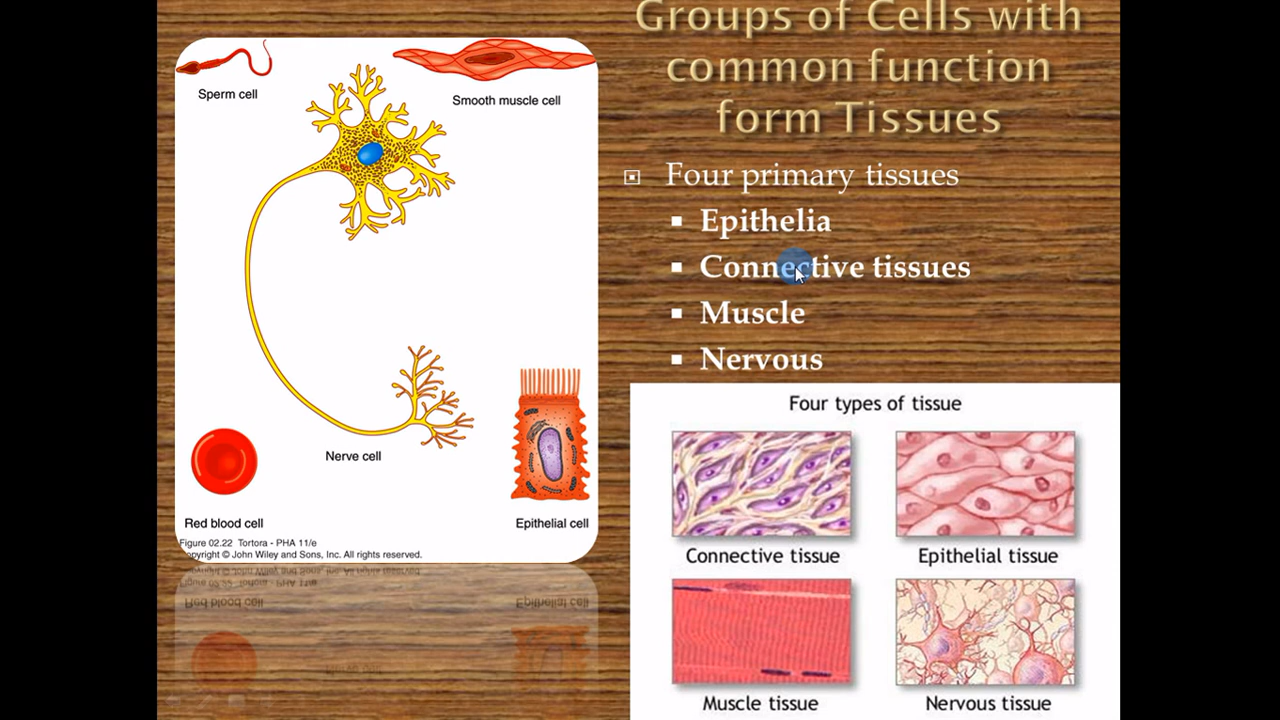 Groups of Cells with
common function
form Tissues
Four primary tissues
Epithelia
Connective tissues
Muscle
Nervous
Sperm cell
Smooth muscle cell
Nerve cell
Red blood cell
Epithelial cell
Figure 02.22 Tortora - PHA 11/e
opyright © John Wiley and Sons, Inc. All rights reserved.
Four types of tissue
Connective tissue
Epithelial tissue
Muscle tissue
Nervous tissue